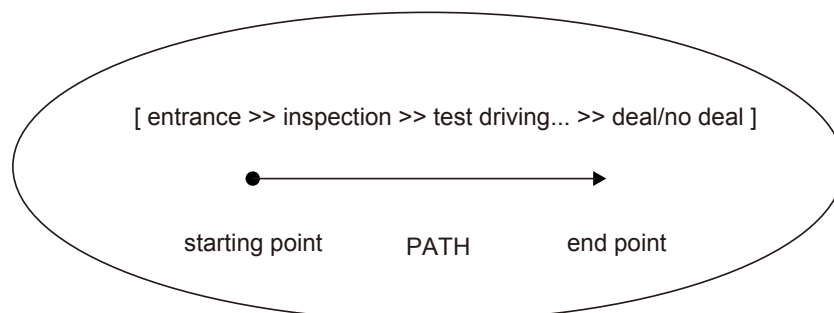 [ entrance >> inspection >> test driving... >> deal/no deal ]
starting point PATH end point